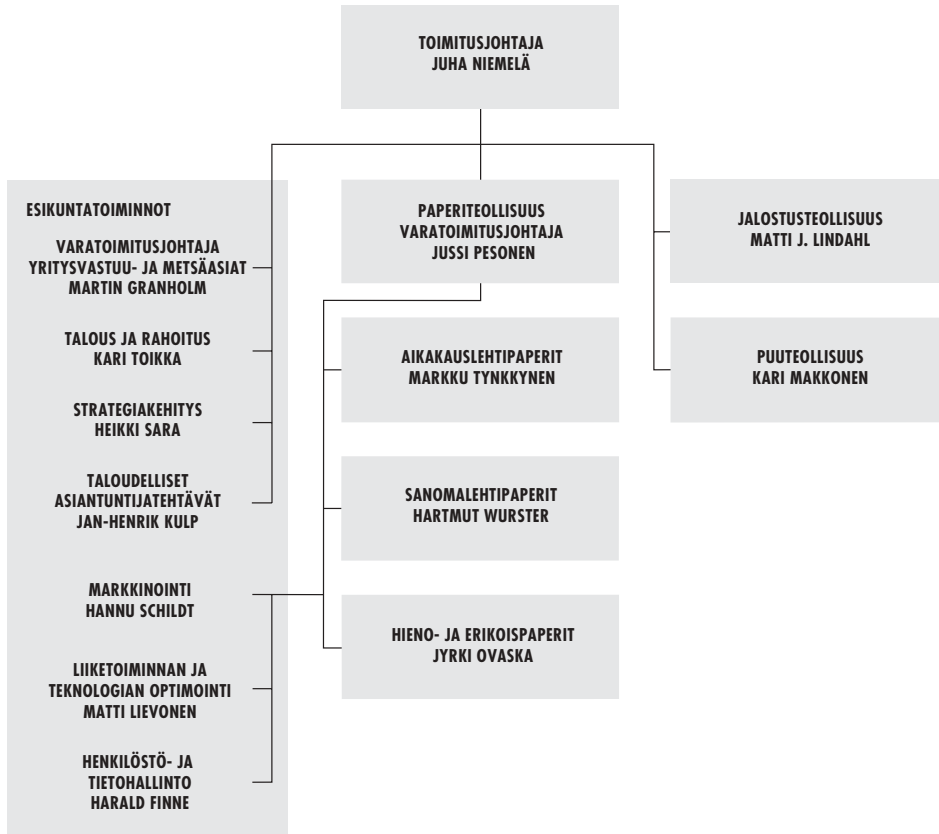 TOIMITUSJOHTAJA
JUHA NIEMELÄ
ESIKUNTATOIMINNOT
VARATOIMITUSJOHTAJA
YRITYSVASTUU- JA METSÄASIAT
MARTIN GRANHOLM
TALOUS JA RAHOITUS
KARI TOIKKA
STRATEGIAKEHITYS
HEIKKI SARA
TALOUDELLISET
ASIANTUNTIJATEHTÄVÄT
JAN-HENRIK KULP
MARKKINOINTI
HANNU SCHILDT
LIIKETOIMINNAN JA
TEKNOLOGIAN OPTIMOINTI
MATTI LIEVONEN
HENKILÖSTÖ- JA
TIETOHALLINTO
HARALD FINNE
PAPERITEOLLISUUS
VARATOIMITUSJOHTAJA
JUSSI PESONEN
AIKAKAUSLEHTIPAPERIT
MARKKU TYNKKYNEN
SANOMALEHTIPAPERIT
HARTMUT WURSTER
HIENO- JA ERIKOISPAPERIT
JYRKI OVASKA
JALOSTUSTEOLLISUUS
MATTI J. LINDAHL
PUUTEOLLISUUS
KARI MAKKONEN